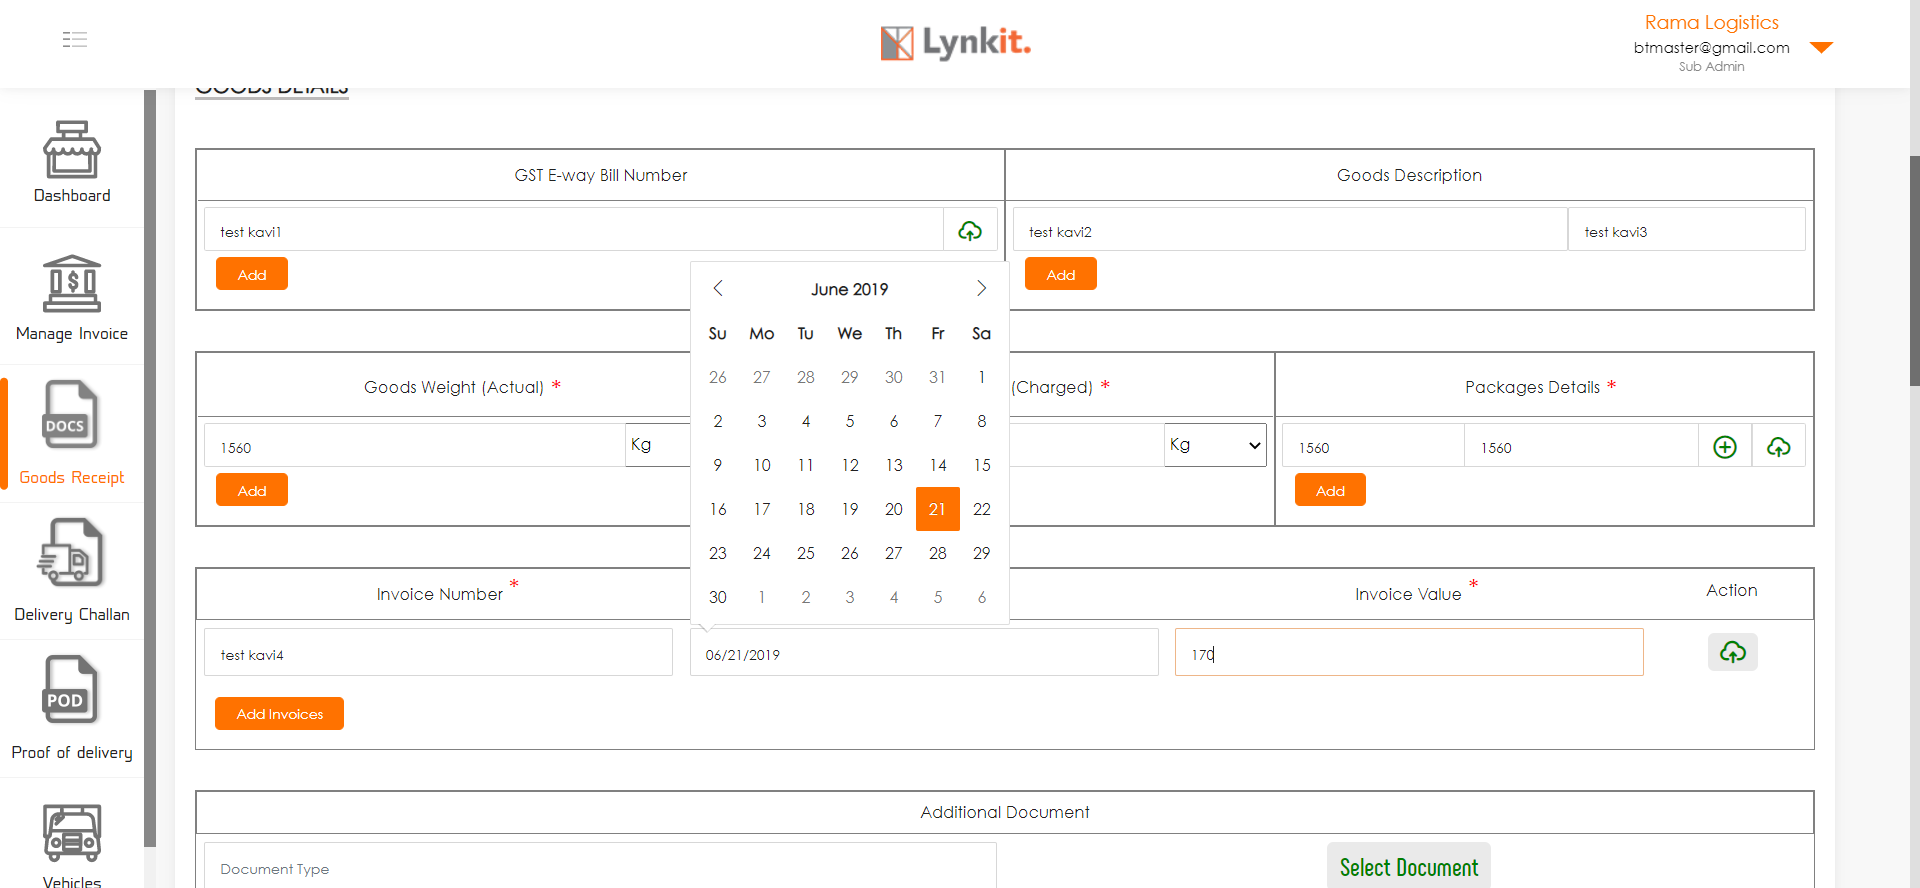 Lynkit.
Rama Logistics
btmaster@gmail.com
Sub Admin
Dashboard
Manage Invoice
DOCS
Goods Receipt
Delivery Challan
POD
Proof of delivery
Vehicles
GOODS DETAILS
GST E-way Bill Number
Goods Description
test kavi1
test kavi2
test kavi3
Add
Add
June 2019
Su Mo Tu We Th Fr Sa
26 27 28 29 30 31 1
2 3 4 5 6 7 8
9 10 11 12 13 14 15
16 17 18 19 20 21 22
23 24 25 26 27 28 29
30 1 2 3 4 5 6
Goods Weight (Actual) *
(Charged) *
Packages Details *
1560
Kg
Kg
1560
1560
Add
Add
Invoice Number *
Invoice Value *
Action
test kavi4
06/21/2019
170
Add Invoices
Additional Document
Document Type
Select Document